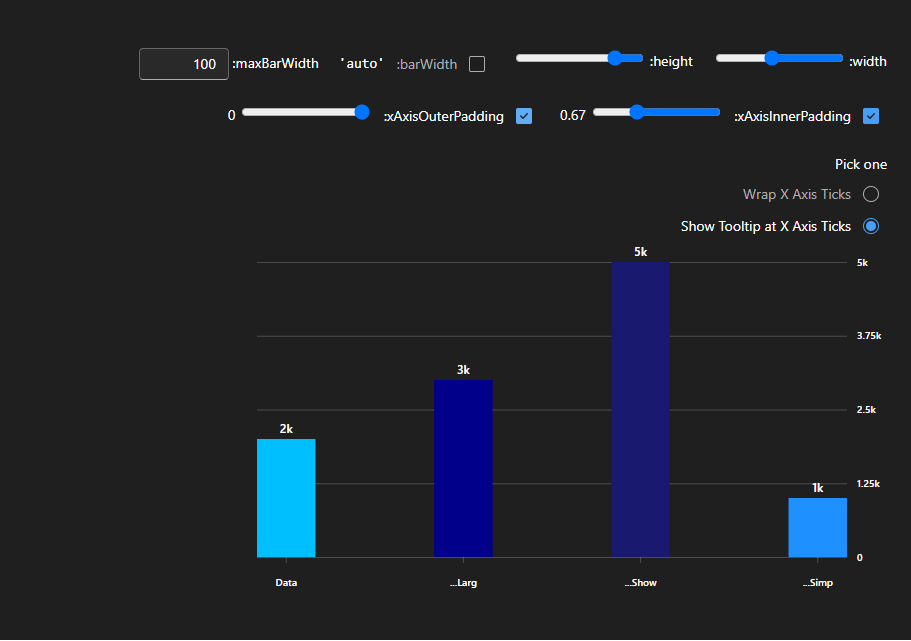 width:
height:
barWidth: 'auto'
maxBarWidth: 100
xAxisInnerPadding: 0.67
xAxisOuterPadding: 0
Pick one
Wrap X Axis Ticks
Show Tooltip at X Axis Ticks
5k
5k
3.75k
3k
2.5k
2k
1.25k
1k
0
Data
...Larg
...Show
...Simp